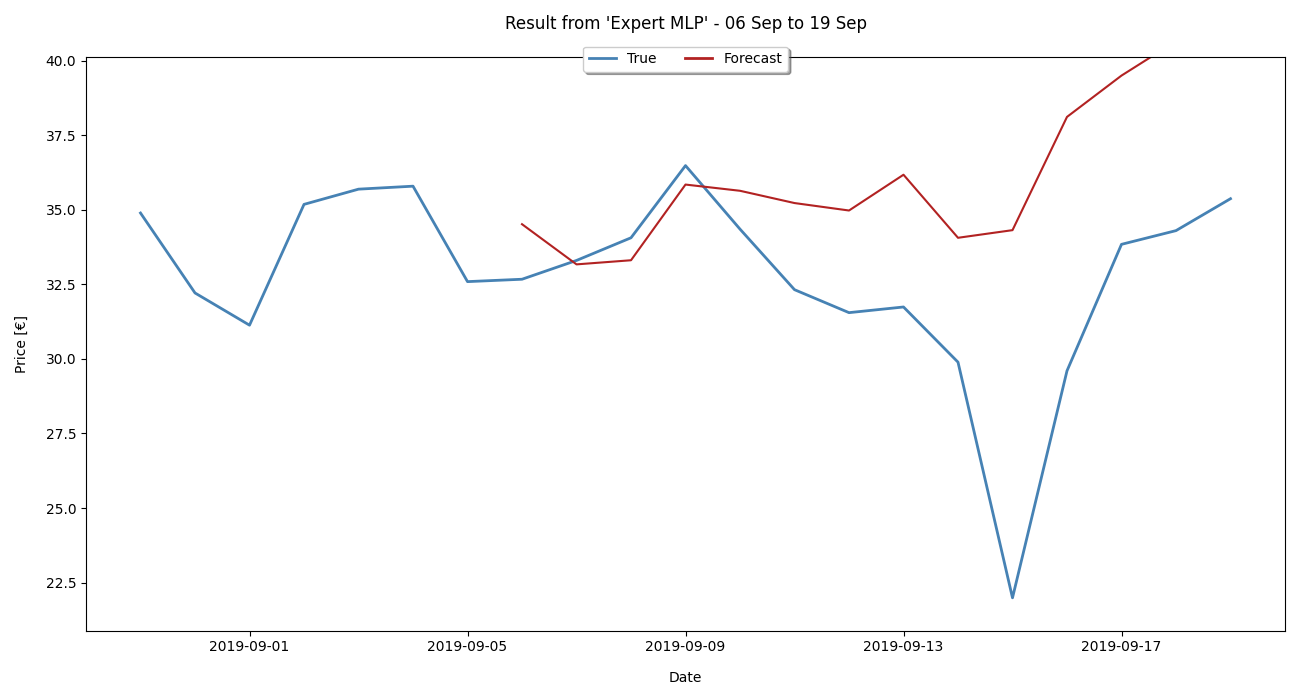 Result from 'Expert MLP' - 06 Sep to 19 Sep
True Forecast
40.0
37.5
35.0
32.5
30.0
27.5
25.0
22.5
Price [€]
2019-09-01 2019-09-05 2019-09-09 2019-09-13 2019-09-17
Date